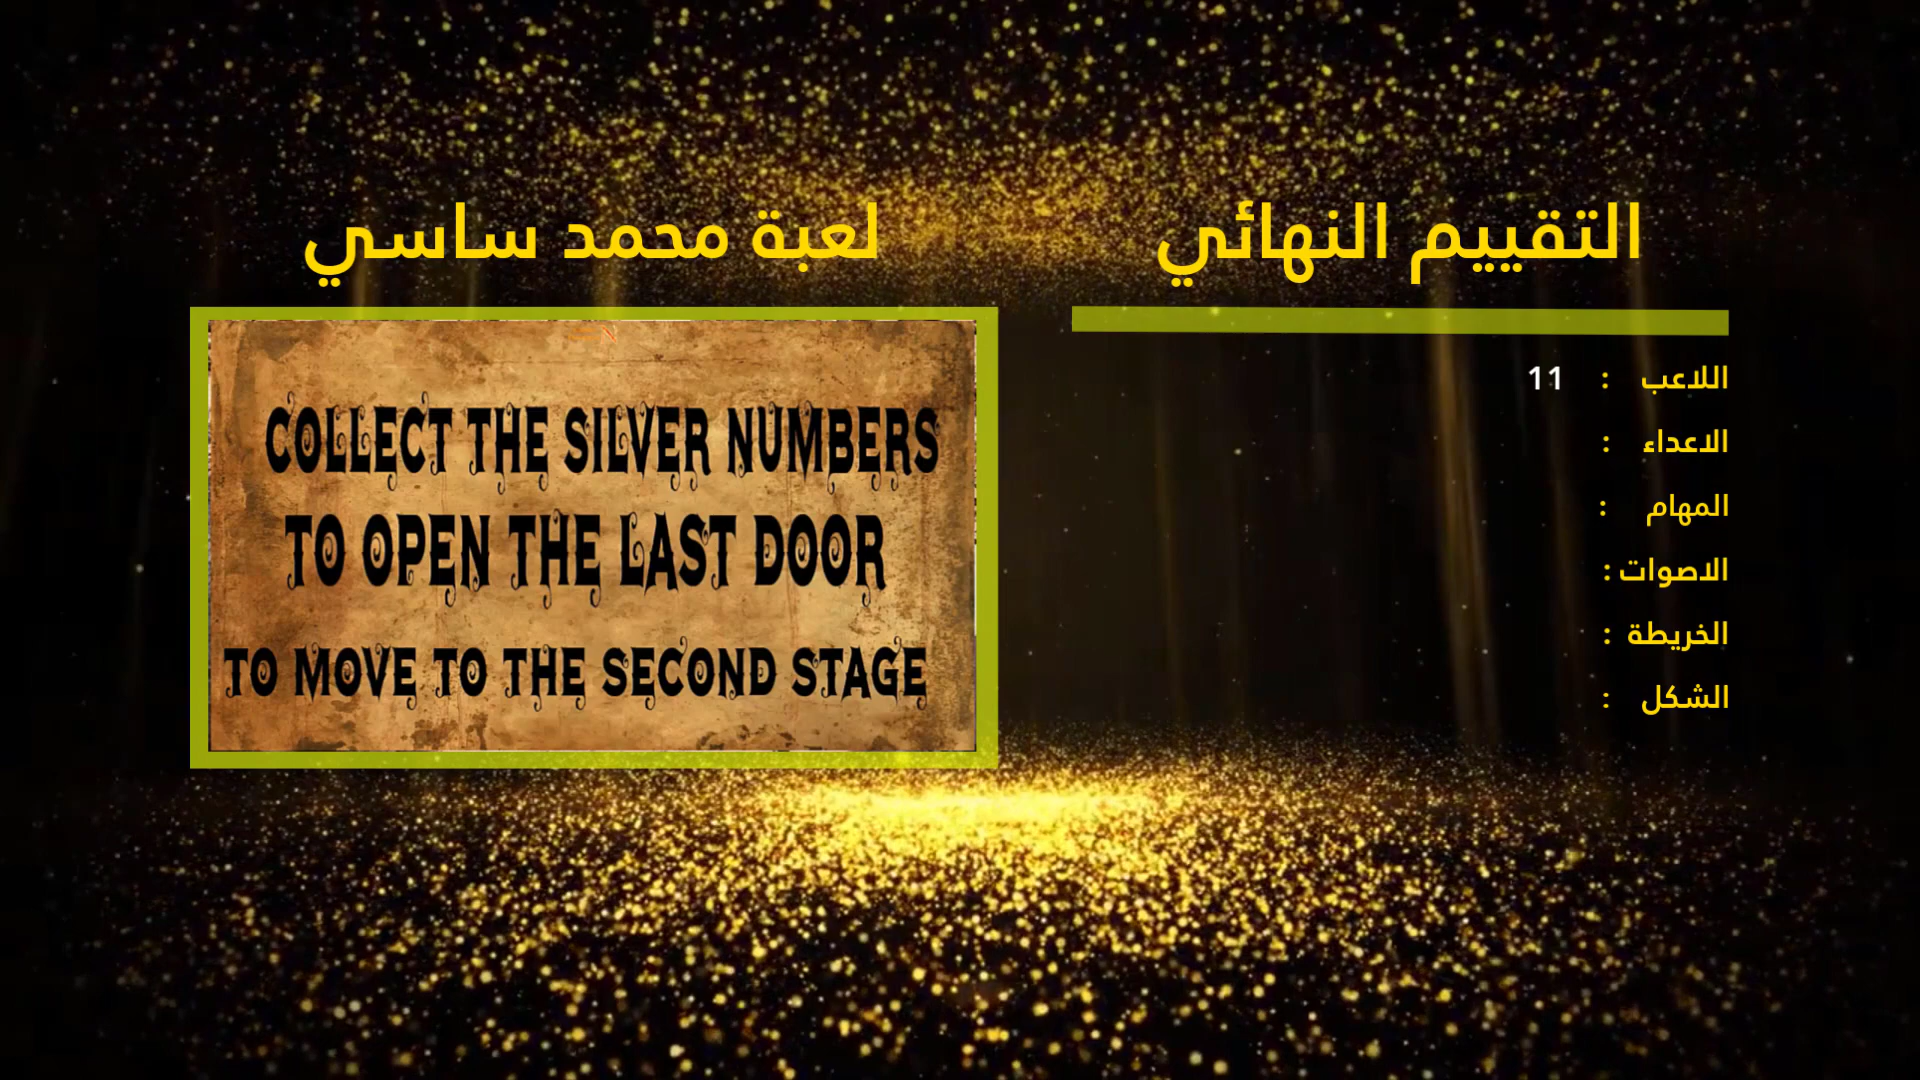 التقييم النهائي
اللاعب : 11
الاعداء :
المهام :
الاصوات :
الخريطة :
الشكل :
لعبة محمد ساسي
COLLECT THE SILVER NUMBERS
TO OPEN THE LAST DOOR
TO MOVE TO THE SECOND STAGE